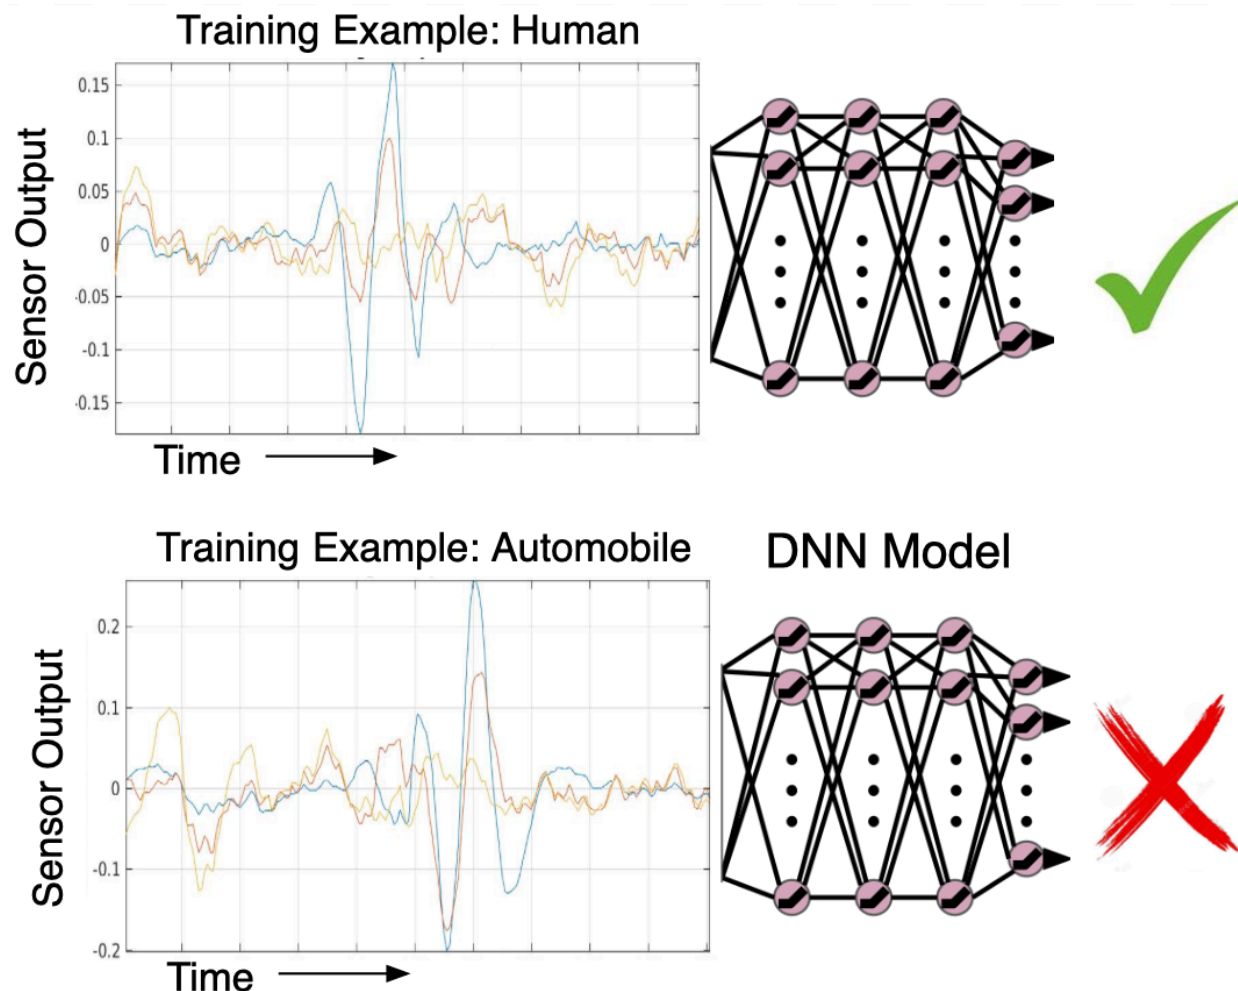 Training Example: Human
Sensor Output
0.15
0.1
0.05
0
-0.05
-0.1
-0.15
Time
Training Example: Automobile
DNN Model
Sensor Output
0.2
0.1
0
-0.1
-0.2
Time